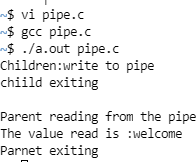 ~$ vi pipe.c
~$ gcc pipe.c
~$ ./a.out pipe.c
Children:write to pipe
chiild exiting
Parent reading from the pipe
The value read is :welcome
Parnet exiting